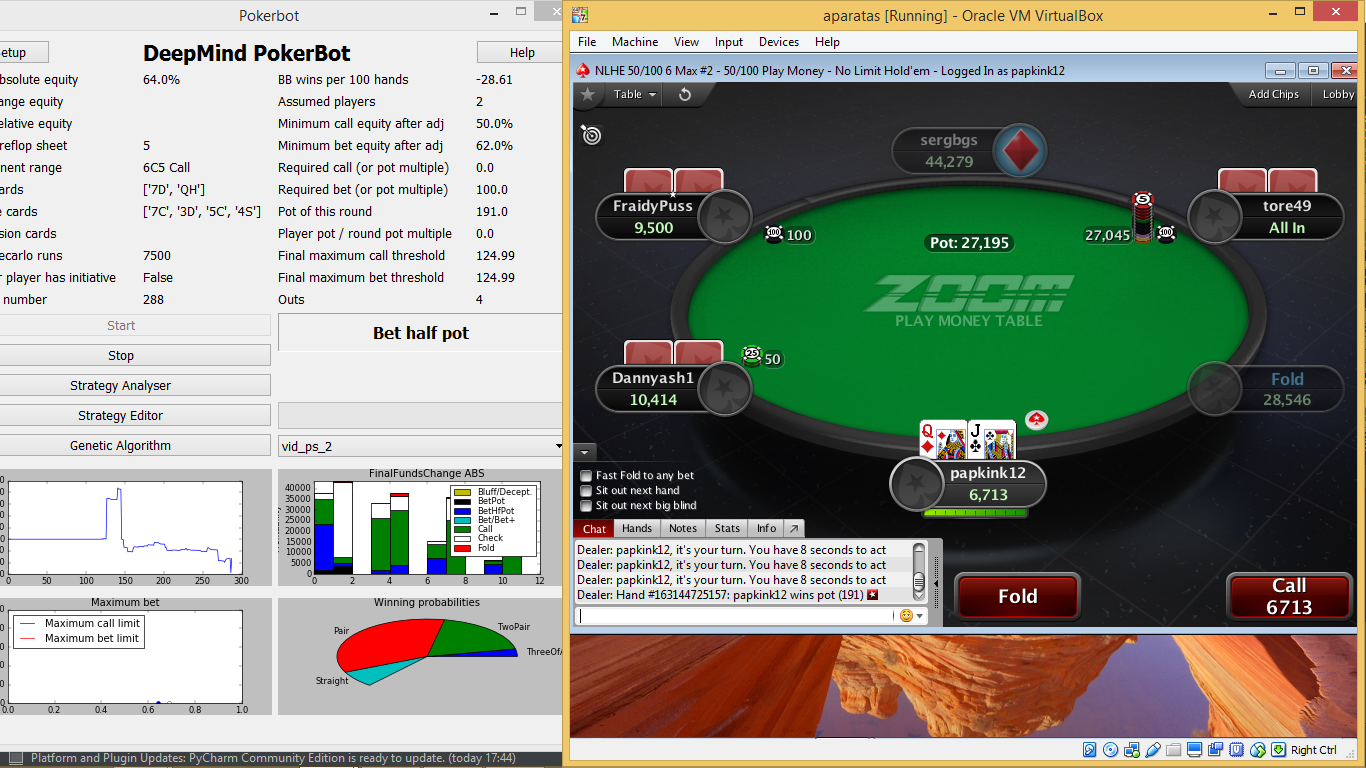 Pokerbot
etup
DeepMind PokerBot
Help
bsolute equity 64.0% BB wins per 100 hands -28.61
ange equity Assumed players 2
elative equity Minimum call equity after adj 50.0%
reflop sheet 5 Minimum bet equity after adj 62.0%
nent range 6C5 Call Required call (or pot multiple) 0.0
ards ['7D', 'QH'] Required bet (or pot multiple) 100.0
e cards ['7C', '3D', '5C', '4S'] Pot of this round 191.0
sion cards Player pot / round pot multiple 0.0
ecarlo runs 7500 Final maximum call threshold 124.99
r player has initiative False Final maximum bet threshold 124.99
number 288 Outs 4
Start
Bet half pot
Stop
Strategy Analyser
Strategy Editor
Genetic Algorithm
vid_ps_2
0 50 100 150 200 250 300
FinalFundsChange ABS
40000
35000
30000
25000
20000
15000
10000
5000
0
0 2 4 6 8 10 12
Bluff/Decept.
BetPot
BetHfPot
Bet/Bet+
Call
Check
Fold
Maximum bet
Maximum call limit
Maximum bet limit
0.0 0.2 0.4 0.6 0.8 1.0
Winning probabilities
Pair
TwoPair
ThreeOfA
Straight
Platform and Plugin Updates: PyCharm Community Edition is ready to update. (today 17:44)
aparatas [Running] - Oracle VM VirtualBox
File Machine View Input Devices Help
NLHE 50/100 6 Max #2 - 50/100 Play Money - No Limit Hold'em - Logged In as papkink12
Table
Add Chips
Lobby
sergbgs
44,279
FraidyPuss
9,500
100
tore49
All In
27,045
5
100
Pot: 27,195
100
ZOOM
PLAY MONEY TABLE
Dannyash1
10,414
25
50
Fold
28,546
Q
J
papkink12
6,713
Fast Fold to any bet
Sit out next hand
Sit out next big blind
Chat Hands Notes Stats Info
Dealer: papkink12, it's your turn. You have 8 seconds to act
Dealer: papkink12, it's your turn. You have 8 seconds to act
Dealer: papkink12, it's your turn. You have 8 seconds to act
Dealer: Hand #163144725157: papkink12 wins pot (191)
Fold
Call
6713
Right Ctrl